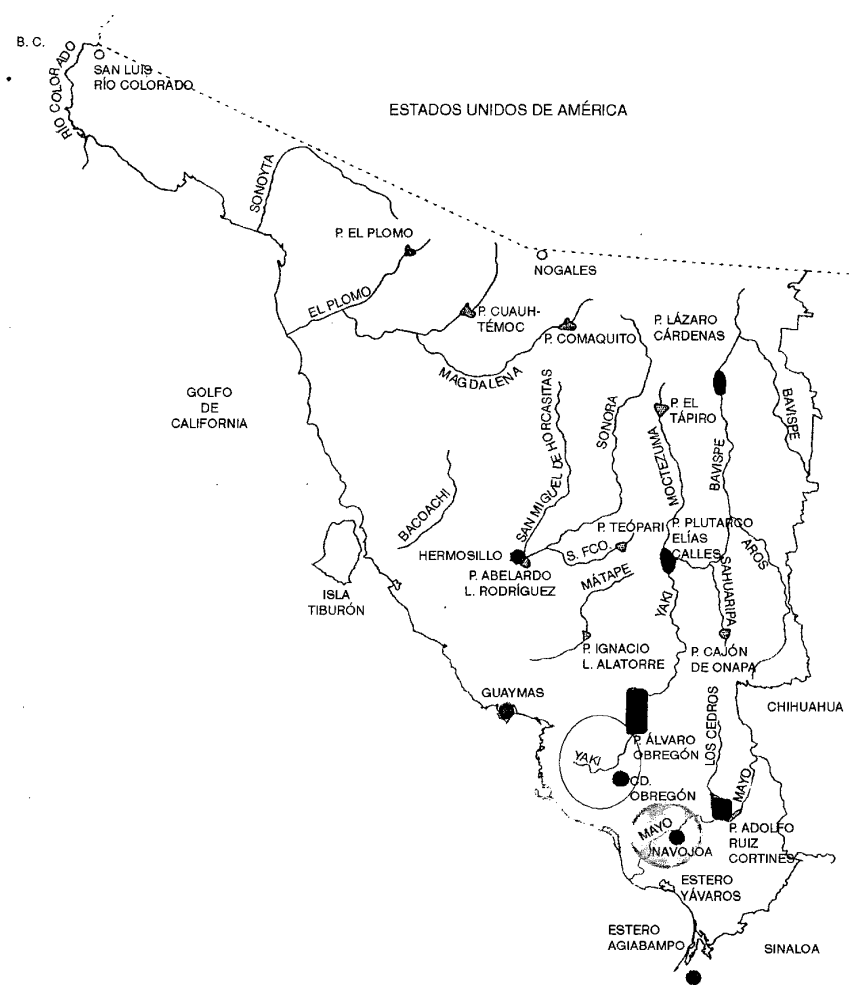 B. C.
RÍO COLORADO
SAN LUIS
RÍO COLORADO
ESTADOS UNIDOS DE AMÉRICA
SONOYTA
P. EL PLOMO
NOGALES
EL PLOMO
P. CUAUH-
TÉMOC
P. COMAQUITO
P. LÁZARO
CÁRDENAS
MAGDALENA
GOLFO
DE
CALIFORNIA
SAN MIGUEL DE HORCASITAS
SONORA
P. EL
TÁPIRO
BAVISPE
MOCTEZUMA
BAVISPE
BACOACHI
P. TEÓPARI
P. PLUTARCO
ELÍAS
CALLES
AROS
HERMOSILLO
S. FCO.
P. ABELARDO
L. RODRÍGUEZ
MÁTAPE
YAKI
SAHUARIPA
ISLA
TIBURÓN
P. IGNACIO
L. ALATORRE
P. CAJÓN
DE ONAPA
GUAYMAS
LOS CEDROS
CHIHUAHUA
P. ÁLVARO
OBREGÓN
YAKI
CD.
OBREGÓN
MAYO
MAYO
NAVOJOA
P. ADOLFO
RUIZ
CORTINES
ESTERO
YÁVAROS
ESTERO
AGIABAMPO
SINALOA